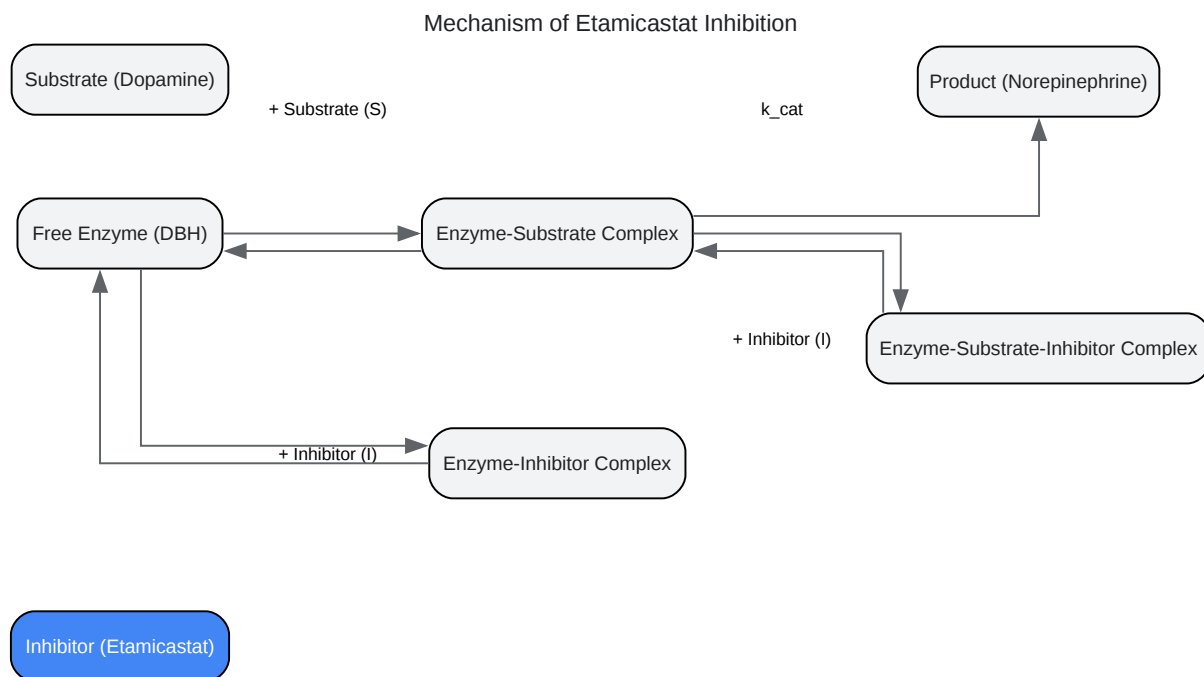 Mechanism of Etamicastat Inhibition
Substrate (Dopamine)
Product (Norepinephrine)
+ Substrate (S)
k_cat
Free Enzyme (DBH)
Enzyme-Substrate Complex
+ Inhibitor (I)
Enzyme-Substrate-Inhibitor Complex
+ Inhibitor (I)
Enzyme-Inhibitor Complex
Inhibitor (Etamicastat)